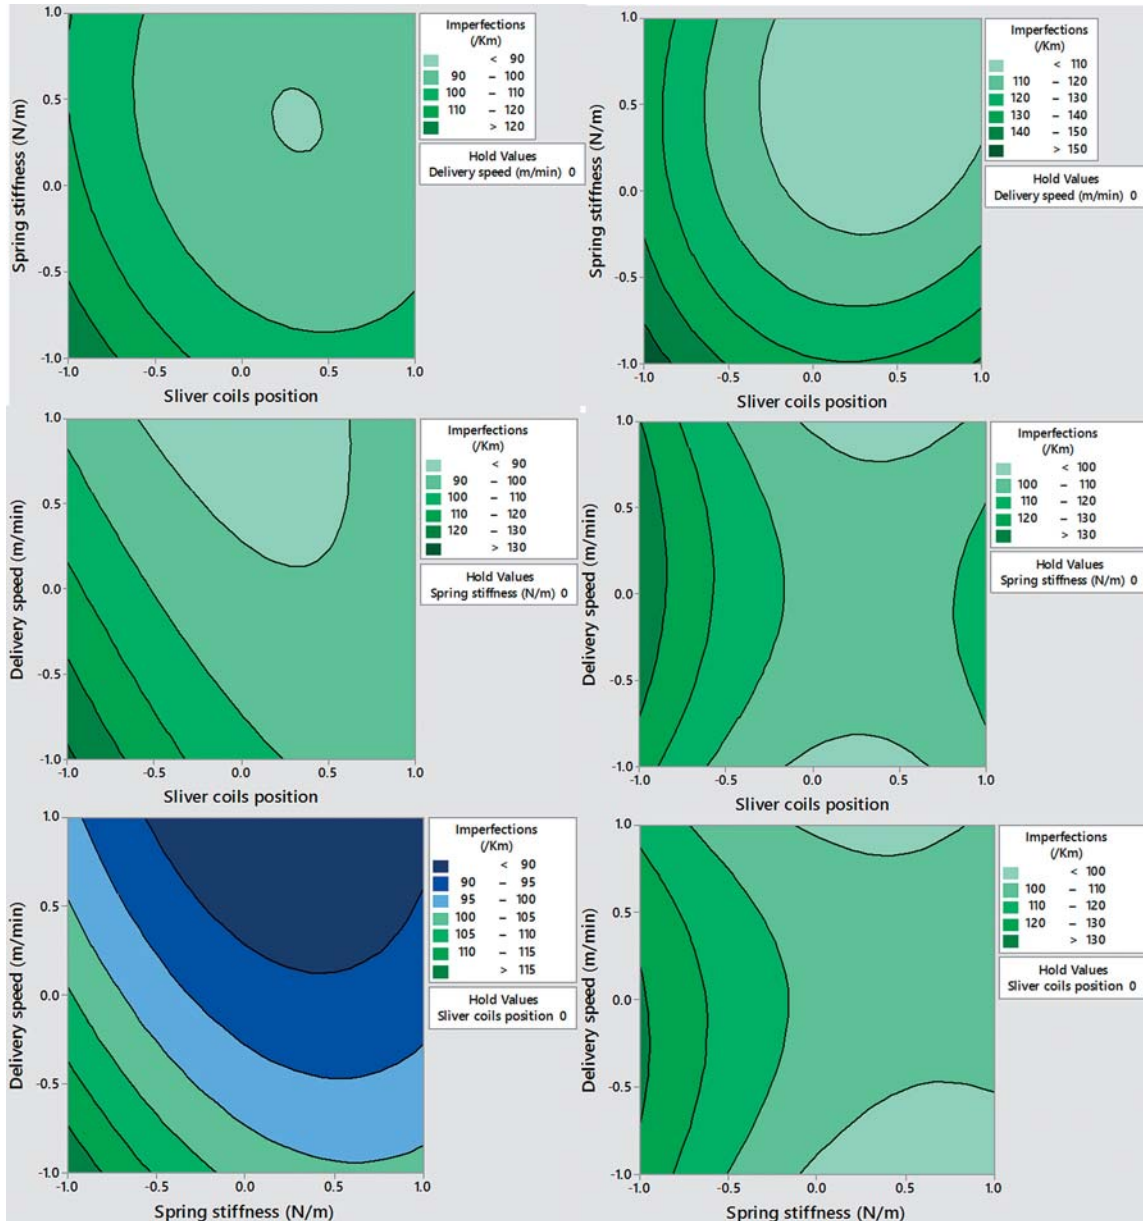 Imperfections
(/Km)
< 90
90 – 100
100 – 110
110 – 120
> 120
Hold Values
Delivery speed (m/min) 0
Spring stiffness (N/m)
1.0
0.5
0.0
-0.5
-1.0
-1.0 -0.5 0.0 0.5 1.0
Sliver coils position
Imperfections
(/Km)
< 110
110 – 120
120 – 130
130 – 140
140 – 150
> 150
Hold Values
Delivery speed (m/min) 0
Spring stiffness (N/m)
1.0
0.5
0.0
-0.5
-1.0
-1.0 -0.5 0.0 0.5 1.0
Sliver coils position
Imperfections
(/Km)
< 90
90 – 100
100 – 110
110 – 120
120 – 130
> 130
Hold Values
Spring stiffness (N/m) 0
Delivery speed (m/min)
1.0
0.5
0.0
-0.5
-1.0
-1.0 -0.5 0.0 0.5 1.0
Sliver coils position
Imperfections
(/Km)
< 100
100 – 110
110 – 120
120 – 130
> 130
Hold Values
Spring stiffness (N/m) 0
Delivery speed (m/min)
1.0
0.5
0.0
-0.5
-1.0
-1.0 -0.5 0.0 0.5 1.0
Sliver coils position
Imperfections
(/Km)
< 90
90 – 95
95 – 100
100 – 105
105 – 110
110 – 115
> 115
Hold Values
Sliver coils position 0
Delivery speed (m/min)
1.0
0.5
0.0
-0.5
-1.0
-1.0 -0.5 0.0 0.5 1.0
Spring stiffness (N/m)
Imperfections
(/Km)
< 100
100 – 110
110 – 120
120 – 130
> 130
Hold Values
Sliver coils position 0
Delivery speed (m/min)
1.0
0.5
0.0
-0.5
-1.0
-1.0 -0.5 0.0 0.5 1.0
Spring stiffness (N/m)